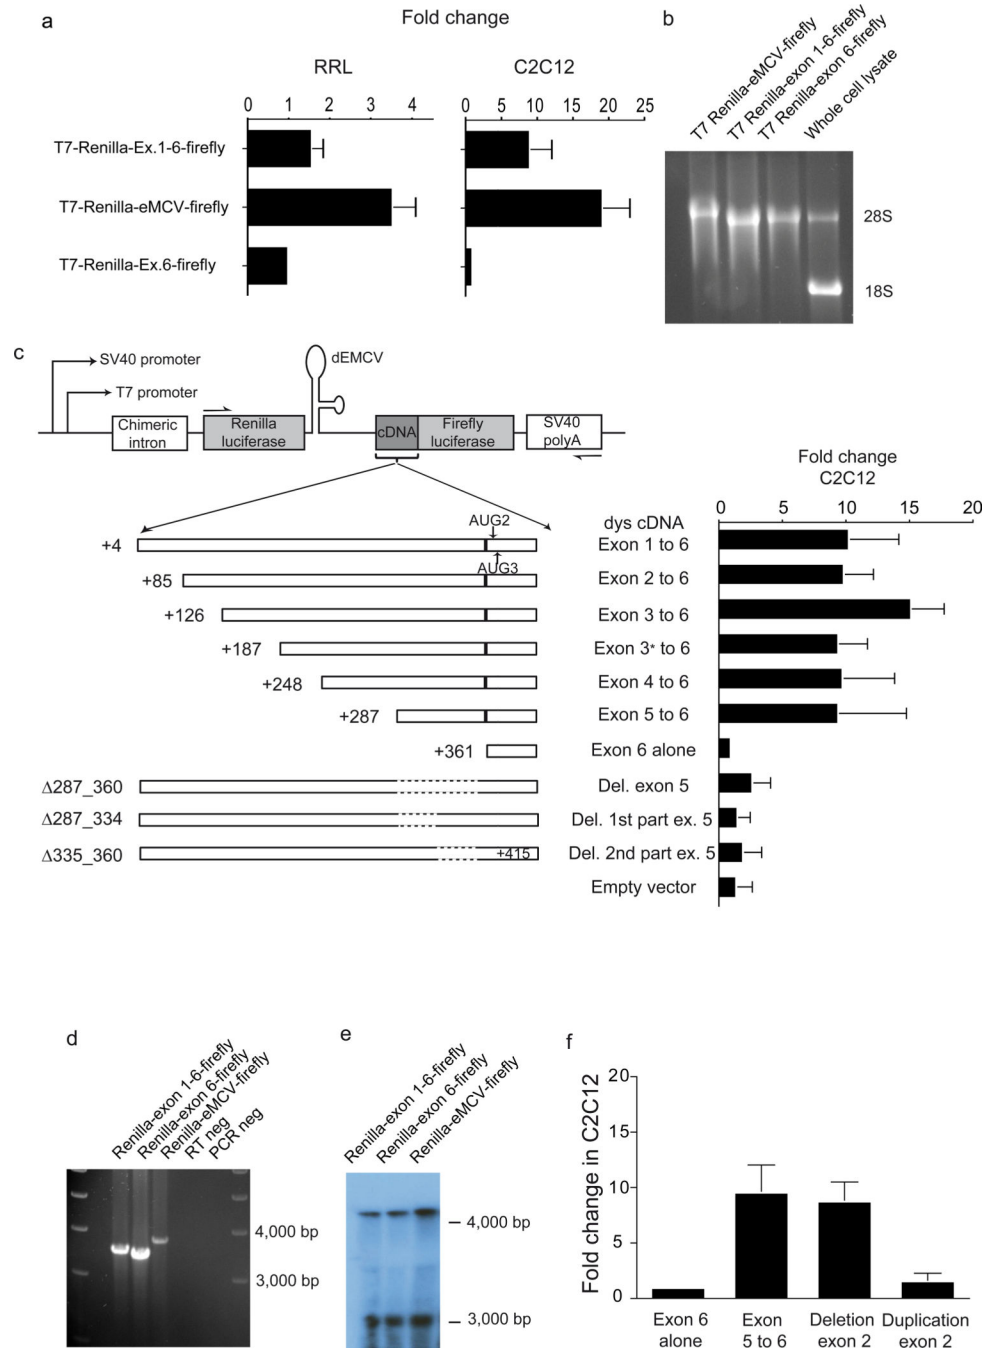 a
Fold change
RRL
C2C12
0 1 2 3 4
0 5 10 15 20 25
T7-Renilla-Ex.1-6-firefly
T7-Renilla-eMCV-firefly
T7-Renilla-Ex.6-firefly
b
T7 Renilla-eMCV-firefly
T7 Renilla-exon 1-6-firefly
T7 Renilla-exon 6-firefly
Whole cell lysate
28S
18S
c
SV40 promoter
T7 promoter
dEMCV
Chimeric
intron
Renilla
luciferase
cDNA
Firefly
luciferase
SV40
polyA
Fold change
C2C12
0 5 10 15 20
dys cDNA
AUG2
AUG3
+4
Exon 1 to 6
+85
Exon 2 to 6
+126
Exon 3 to 6
+187
Exon 3* to 6
+248
Exon 4 to 6
+287
Exon 5 to 6
+361
Exon 6 alone
Δ287_360
Del. exon 5
Δ287_334
Del. 1st part ex. 5
Δ335_360
+415
Del. 2nd part ex. 5
Empty vector
d
Renilla-exon 1-6-firefly
Renilla-exon 6-firefly
Renilla-eMCV-firefly
RT neg
PCR neg
4,000 bp
3,000 bp
e
Renilla-exon 1-6-firefly
Renilla-exon 6-firefly
Renilla-eMCV-firefly
4,000 bp
3,000 bp
f
Fold change in C2C12
20
15
10
5
0
Exon 6
alone
Exon
5 to 6
Deletion
exon 2
Duplication
exon 2